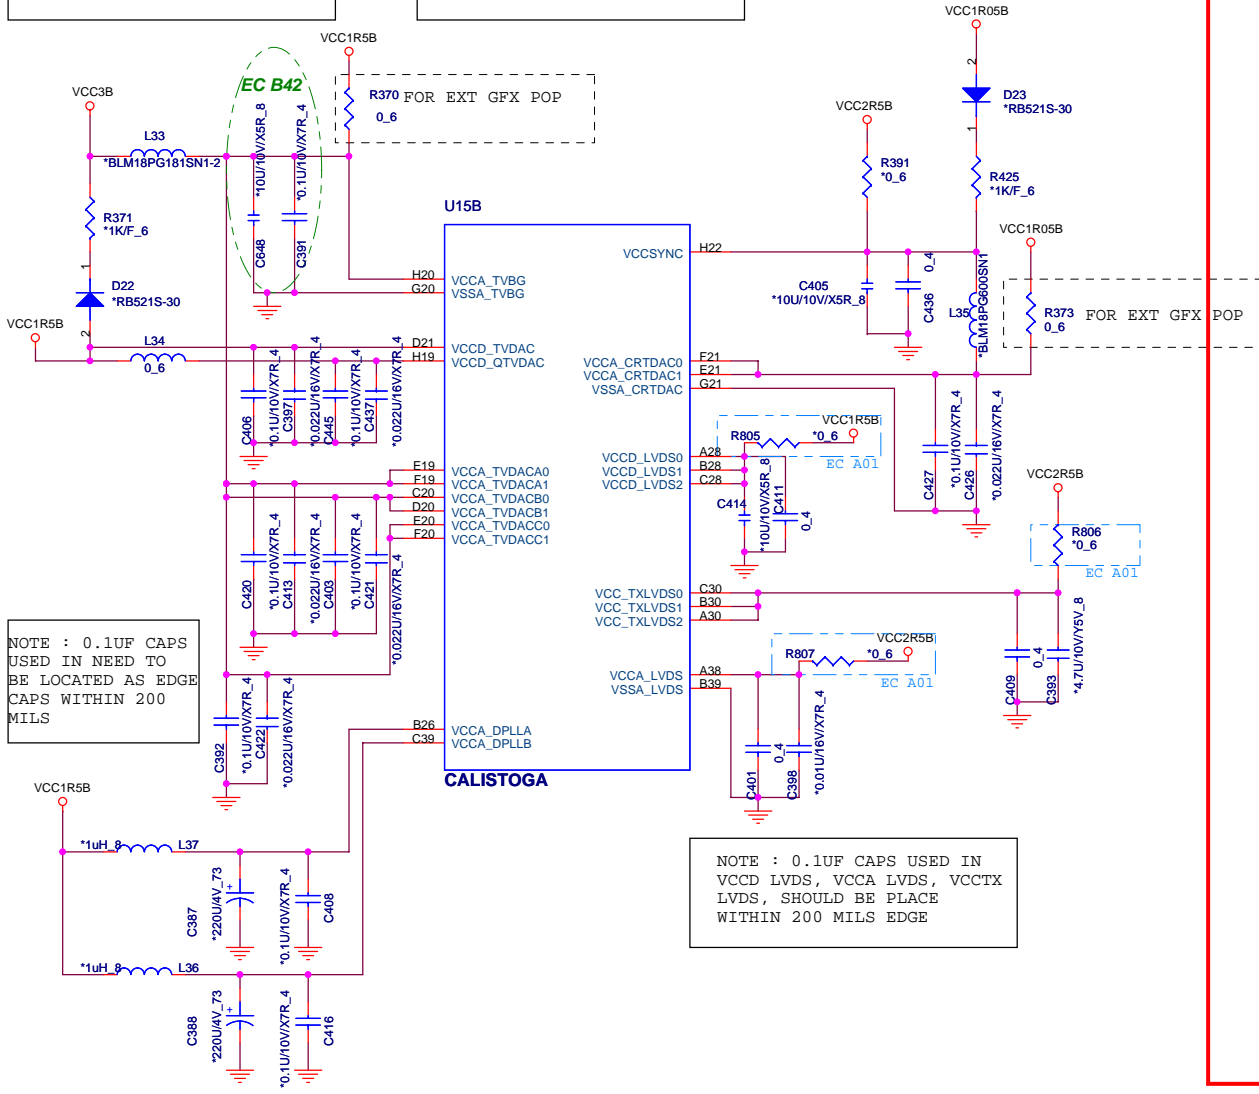 VCC1R5B
EC B42
R370
0_6
FOR EXT GFX POP
VCC3B
L33
*BLM18PG181SN1-2
*10U/10V/X5R_8
*0.1U/10V/X7R_4
C648
C391
R371
*1K/F_6
1
D22
*RB521S-30
2
VCC1R5B
L34
0_6
VCC1R05B
2
D23
*RB521S-30
1
VCC2R5B
R391
*0_6
R425
*1K/F_6
VCC1R05B
R373
0_6
FOR EXT GFX POP
L35
*BLM18PG600SN1
C405
*10U/10V/X5R_8
C436
0_4
U15B
H20
VCCA_TVBG
G20
VSSA_TVBG
D21
VCCD_TVDAC
H19
VCCD_QTVDAC
E19
VCCA_TVDACA0
F19
VCCA_TVDACA1
C20
VCCA_TVDACB0
D20
VCCA_TVDACB1
E20
VCCA_TVDACC0
F20
VCCA_TVDACC1
B26
VCCA_DPLLA
C39
VCCA_DPLLB
VCCSYNC
H22
VCCA_CRTDAC0
F21
VCCA_CRTDAC1
E21
VSSA_CRTDAC
G21
VCCD_LVDS0
A28
VCCD_LVDS1
B28
VCCD_LVDS2
C28
VCC_TXLVDS0
C30
VCC_TXLVDS1
B30
VCC_TXLVDS2
A30
VCCA_LVDS
A38
VSSA_LVDS
B39
CALISTOGA
C406
*0.1U/10V/X7R_4
C397
*0.022U/16V/X7R_4
C445
*0.1U/10V/X7R_4
C437
*0.022U/16V/X7R_4
C420
*0.1U/10V/X7R_4
C413
*0.022U/16V/X7R_4
C403
*0.1U/10V/X7R_4
C421
*0.022U/16V/X7R_4
C392
*0.1U/10V/X7R_4
C422
*0.022U/16V/X7R_4
R805
*0_6
VCC1R5B
EC A01
C414
*10U/10V/X5R_8
C411
0_4
C427
*0.1U/10V/X7R_4
C426
*0.022U/16V/X7R_4
VCC2R5B
R806
*0_6
EC A01
C409
0_4
C393
*4.7U/10V/Y5V_8
R807
*0_6
VCC2R5B
EC A01
C401
0_4
C398
*0.01U/16V/X7R_4
NOTE : 0.1UF CAPS
USED IN NEED TO
BE LOCATED AS EDGE
CAPS WITHIN 200
MILS
VCC1R5B
*1uH_8
L37
C387
*220U/4V_73
+
*0.1U/10V/X7R_4
C408
*1uH_8
L36
C388
*220U/4V_73
+
*0.1U/10V/X7R_4
C416
NOTE : 0.1UF CAPS USED IN
VCCD LVDS, VCCA LVDS, VCCTX
LVDS, SHOULD BE PLACE
WITHIN 200 MILS EDGE